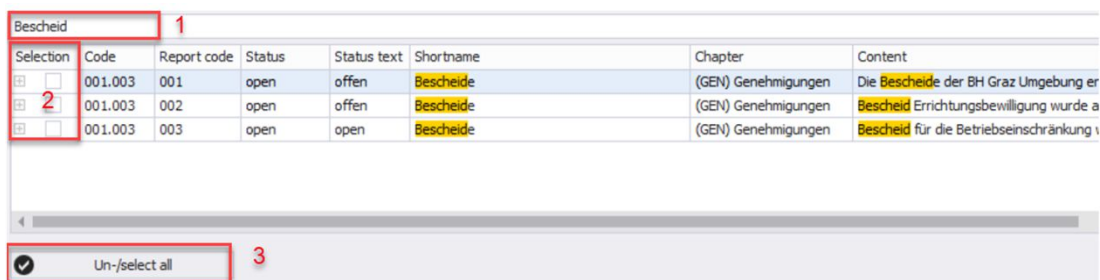 Bescheid 1
Selection Code Report code Status Status text Shortname Chapter Content
001.003 001 open offen Bescheide (GEN) Genehmigungen Die Bescheide der BH Graz Umgebung er
2 001.003 002 open offen Bescheide (GEN) Genehmigungen Bescheid Errichtungsbewilligung wurde a
001.003 003 open open Bescheide (GEN) Genehmigungen Bescheid für die Betriebseinschränkung
Un-/select all 3